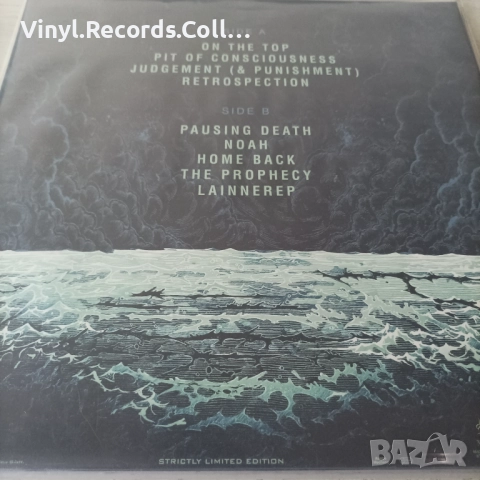 Vinyl.Records.Coll...
A
ON THE TOP
PIT OF CONSCIOUSNESS
JUDGEMENT (& PUNISHMENT)
RETROSPECTION
SIDE B
PAUSING DEATH
NOAH
HOME BACK
THE PROPHECY
LAINNEREP
STRICTLY LIMITED EDITION
BAZAR